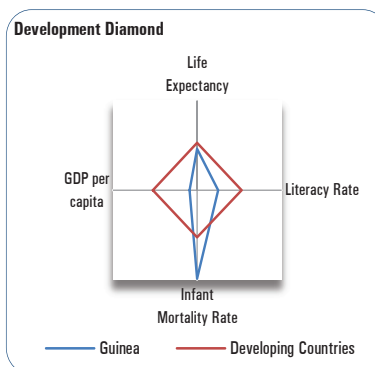 Development Diamond
Life
Expectancy
GDP per
capita
Literacy Rate
Infant
Mortality Rate
Guinea
Developing Countries